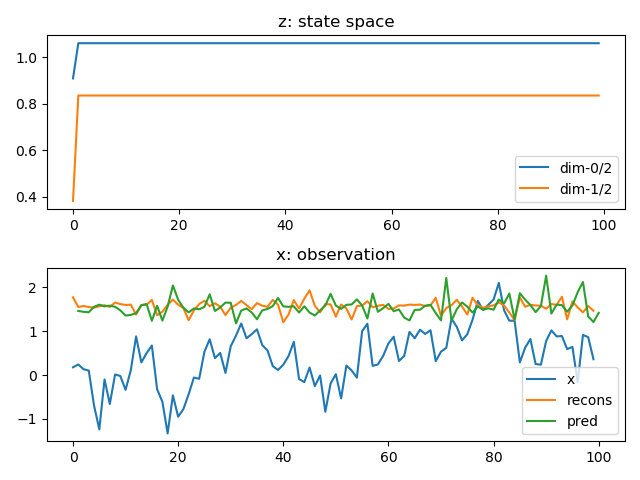 z: state space
1.0
0.8
0.6
0.4
dim-0/2
dim-1/2
0 20 40 60 80 100
x: observation
2
1
0
−1
x
recons
pred
0 20 40 60 80 100